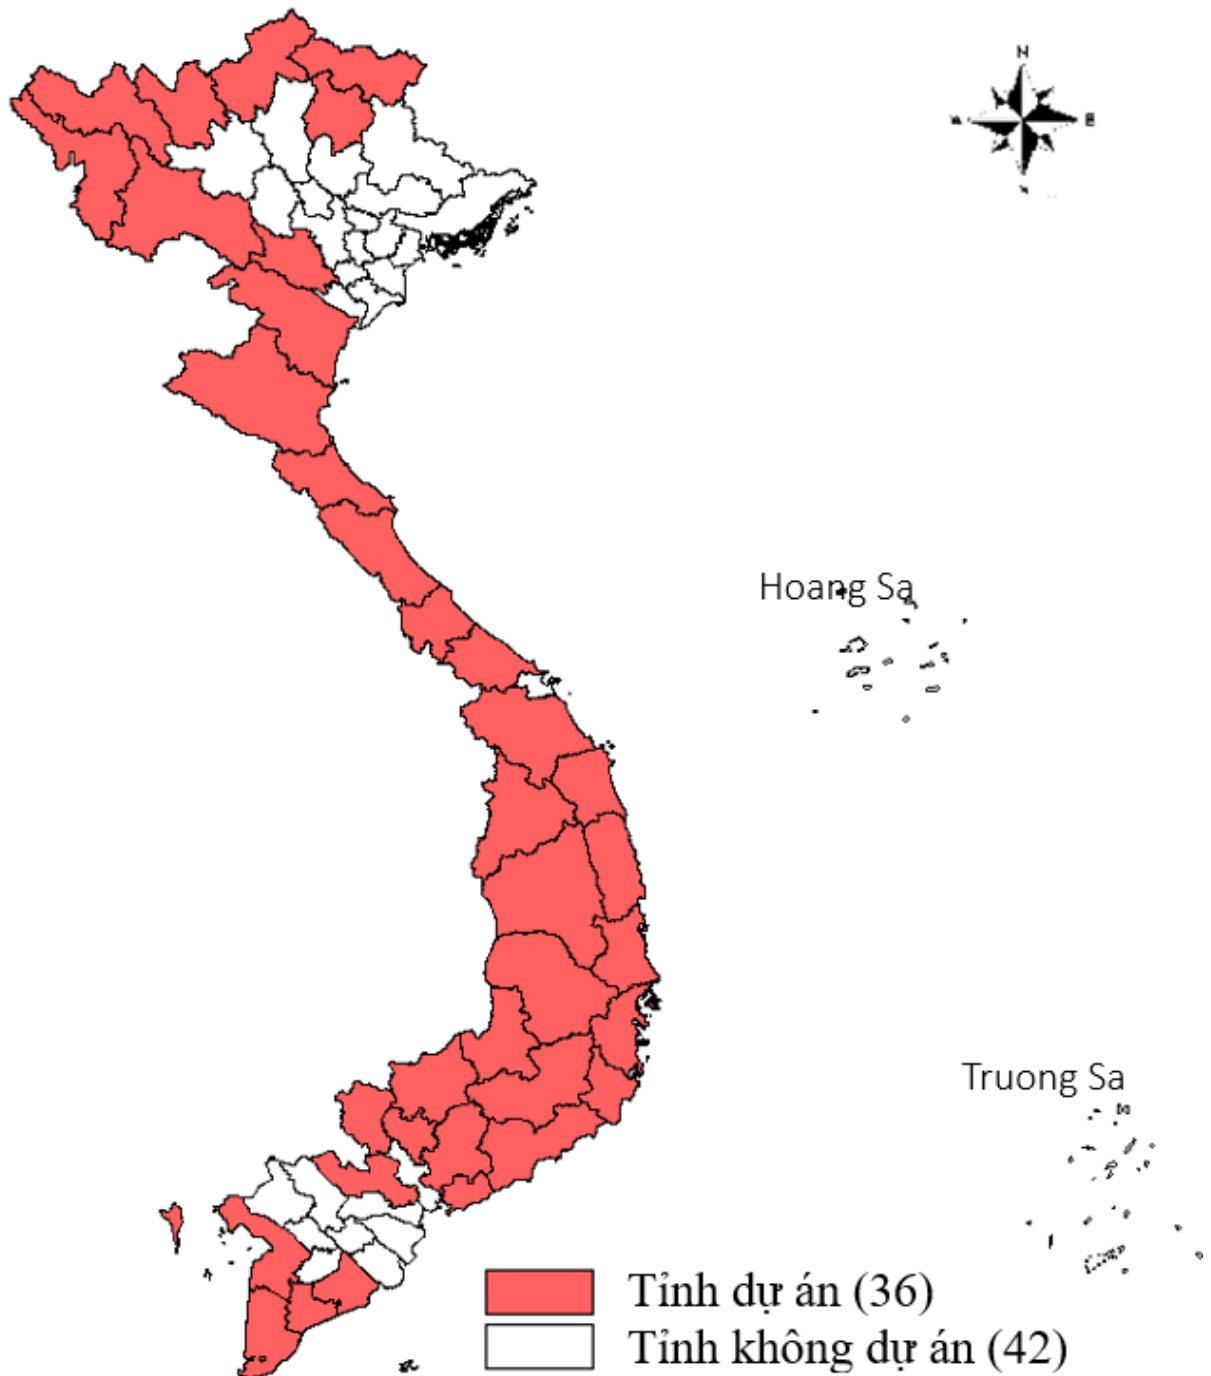 N
E
Hoang Sa
Truong Sa
Tỉnh dự án (36)
Tỉnh không dự án (42)